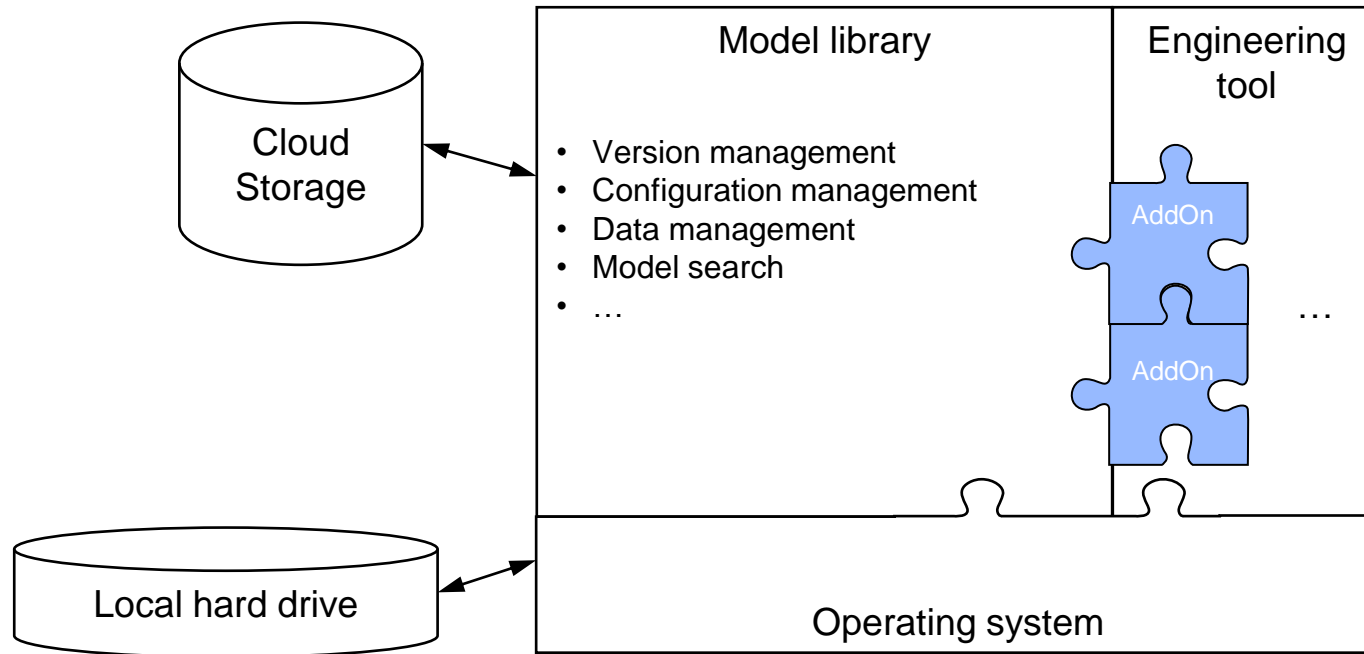 Model library
Engineering
tool
Cloud
Storage
• Version management
• Configuration management
• Data management
• Model search
• …
AddOn
…
AddOn
Local hard drive
Operating system